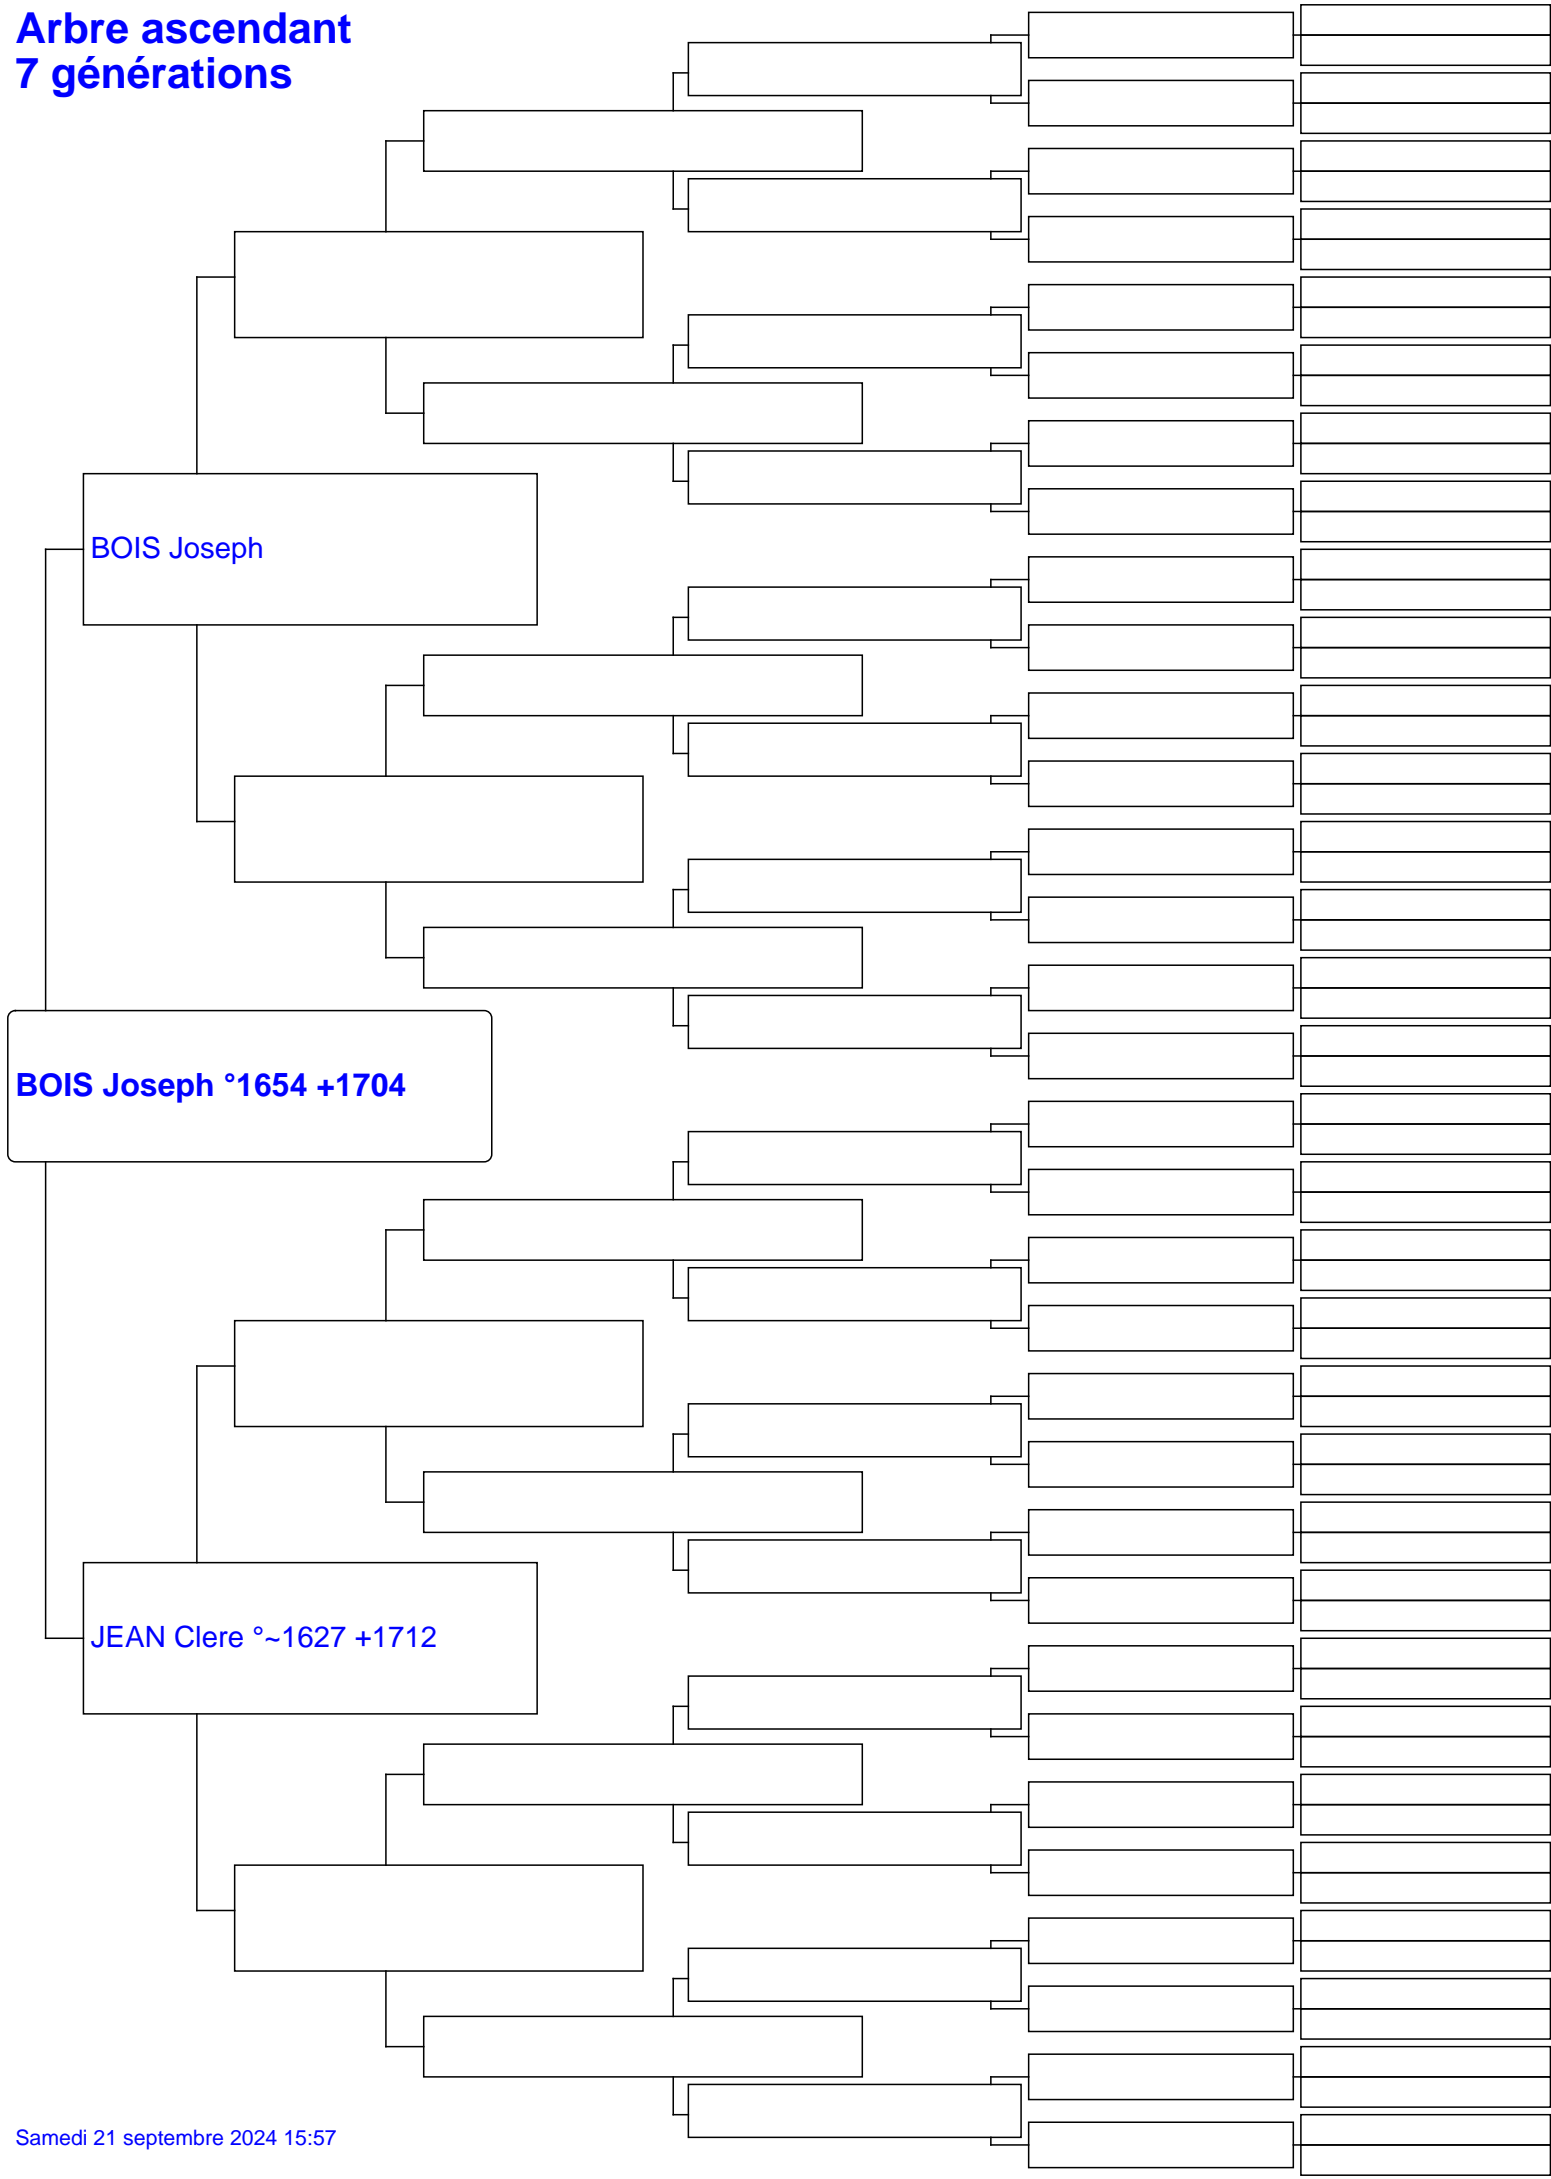 Arbre ascendant
7 générations
BOIS Joseph
BOIS Joseph °1654 +1704
JEAN Clere °~1627 +1712
Samedi 21 septembre 2024 15:57